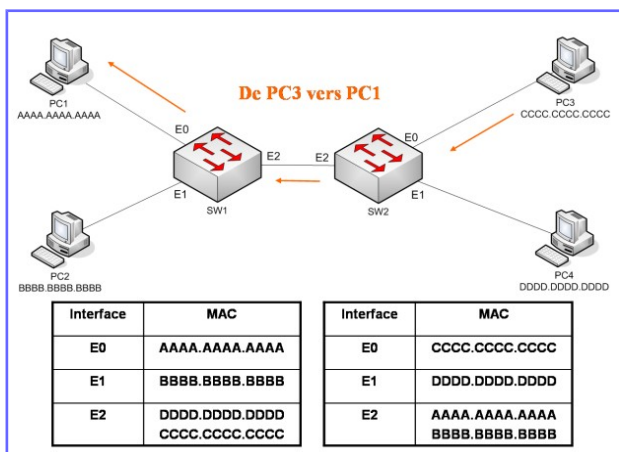 De PC3 vers PC1
PC1
AAAA.AAAA.AAAA
PC3
CCCC.CCCC.CCCC
E0
E2
E2
E0
E1
SW1
SW2
E1
PC2
BBBB.BBBB.BBBB
PC4
DDDD.DDDD.DDDD
Interface MAC
E0 AAAA.AAAA.AAAA
E1 BBBB.BBBB.BBBB
E2 DDDD.DDDD.DDDD
CCCC.CCCC.CCCC
Interface MAC
E0 CCCC.CCCC.CCCC
E1 DDDD.DDDD.DDDD
E2 AAAA.AAAA.AAAA
BBBB.BBBB.BBBB